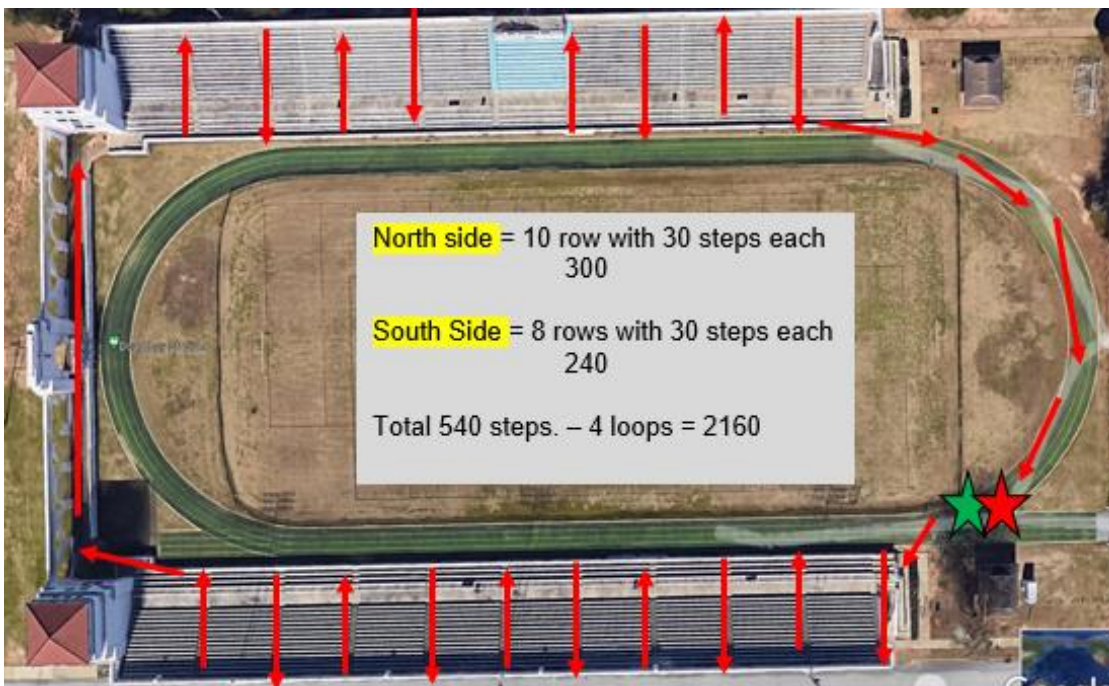 North side = 10 row with 30 steps each
300
South Side = 8 rows with 30 steps each
240
Total 540 steps. – 4 loops = 2160